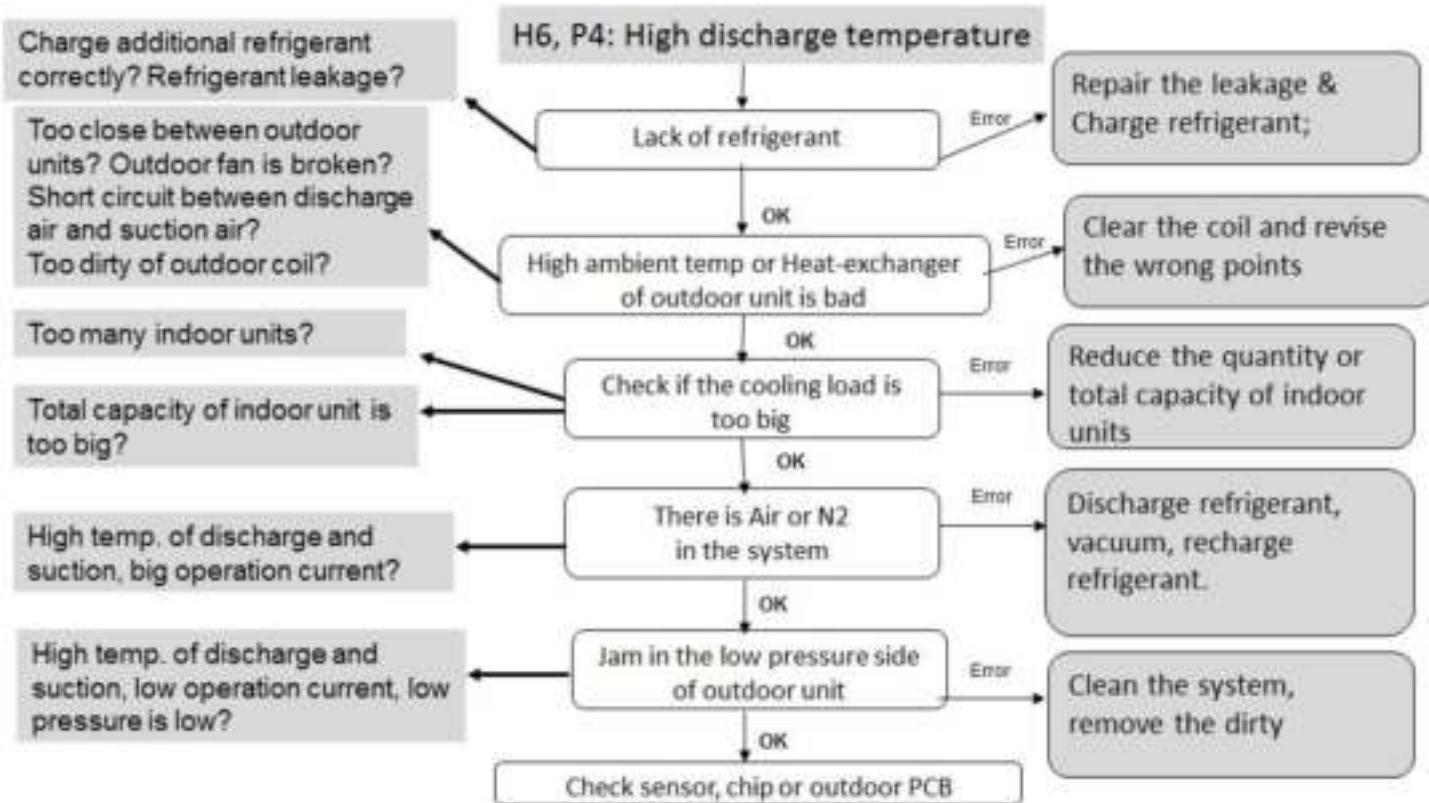 H6, P4: High discharge temperature
Charge additional refrigerant
correctly? Refrigerant leakage?
Lack of refrigerant
Error
Repair the leakage &
Charge refrigerant;
OK
Too close between outdoor
units? Outdoor fan is broken?
Short circuit between discharge
air and suction air?
Too dirty of outdoor coil?
High ambient temp or Heat-exchanger
of outdoor unit is bad
Error
Clear the coil and revise
the wrong points
OK
Too many indoor units?
Total capacity of indoor unit is
too big?
Check if the cooling load is
too big
Error
Reduce the quantity or
total capacity of indoor
units
OK
High temp. of discharge and
suction, big operation current?
There is Air or N2
in the system
Error
Discharge refrigerant,
vacuum, recharge
refrigerant.
OK
High temp. of discharge and
suction, low operation current, low
pressure is low?
Jam in the low pressure side
of outdoor unit
Error
Clean the system,
remove the dirty
OK
Check sensor, chip or outdoor PCB